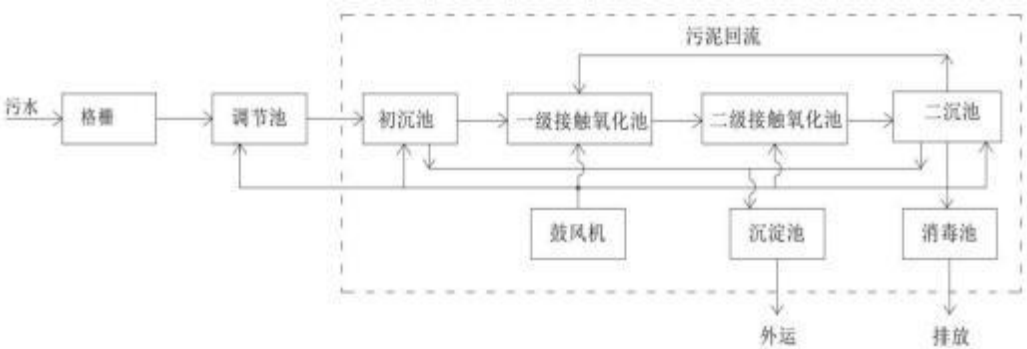 污泥回流
污水
格栅
调节池
初沉池
一级接触氧化池
二级接触氧化池
二沉池
鼓风机
沉淀池
消毒池
外运
排放